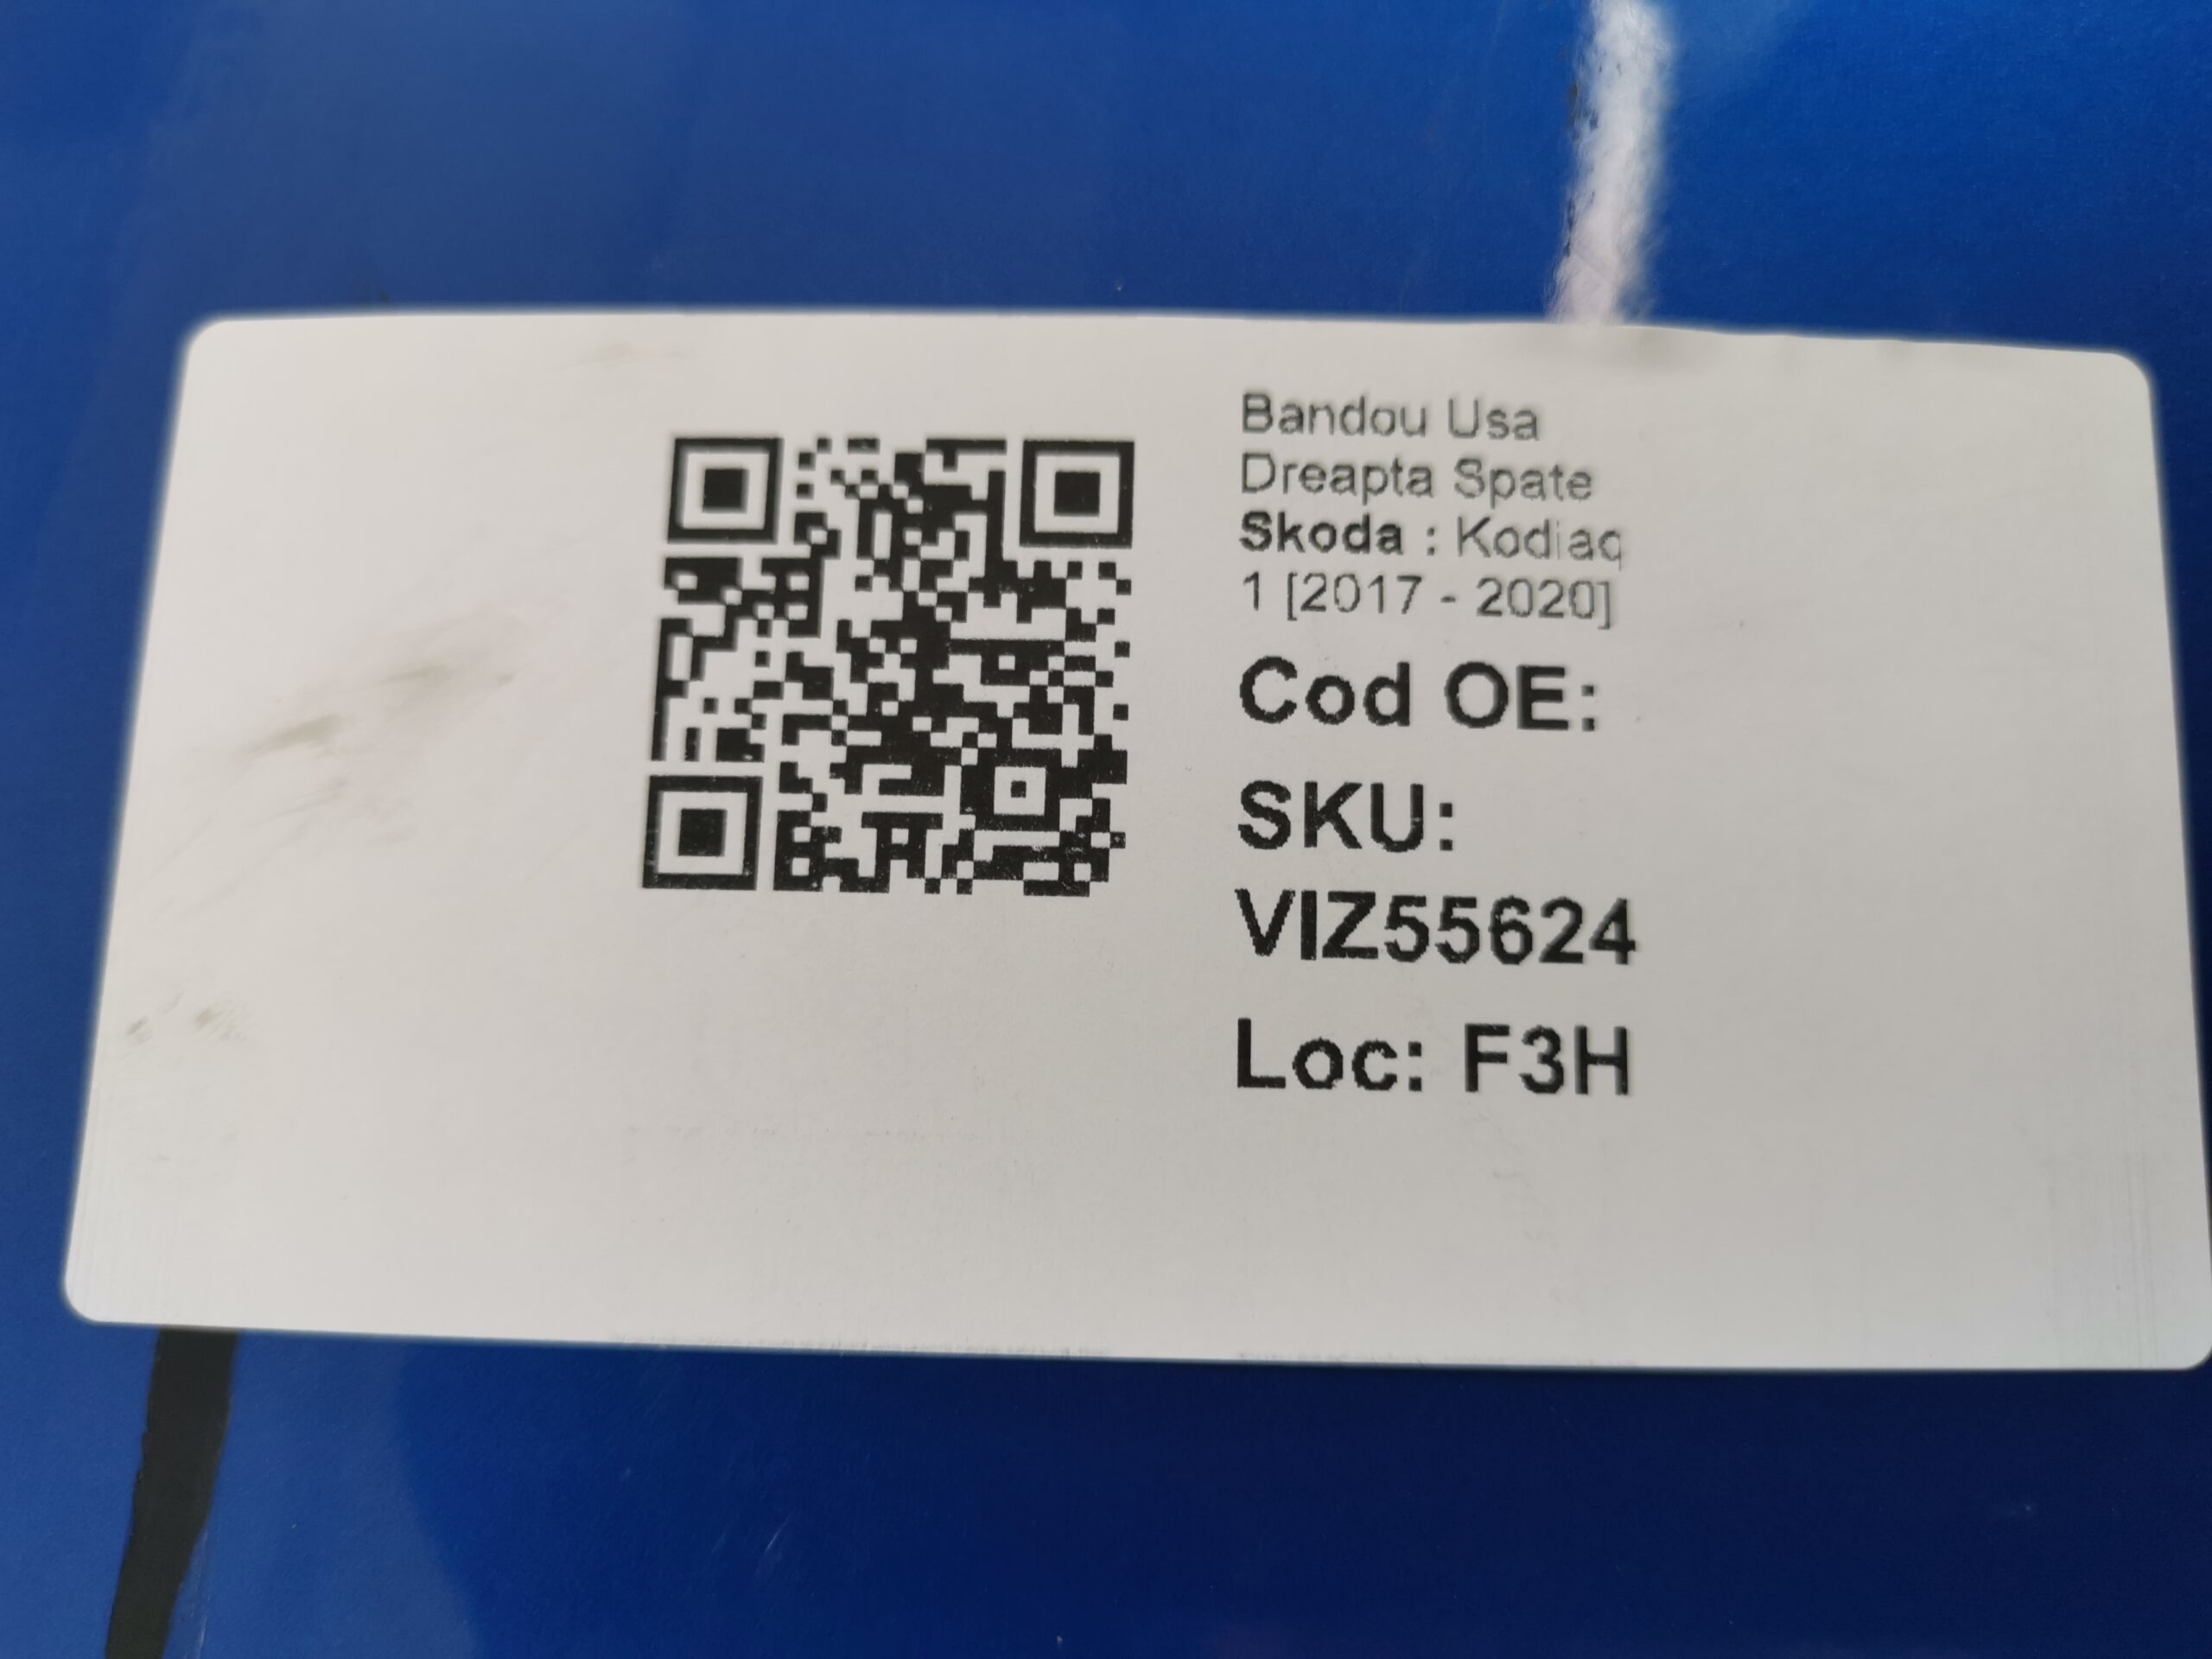 Bandou Usa
Dreapta Spate
Skoda : Kodiaq
1 [2017 - 2020]
Cod OE:
SKU:
VIZ55624
Loc: F3H